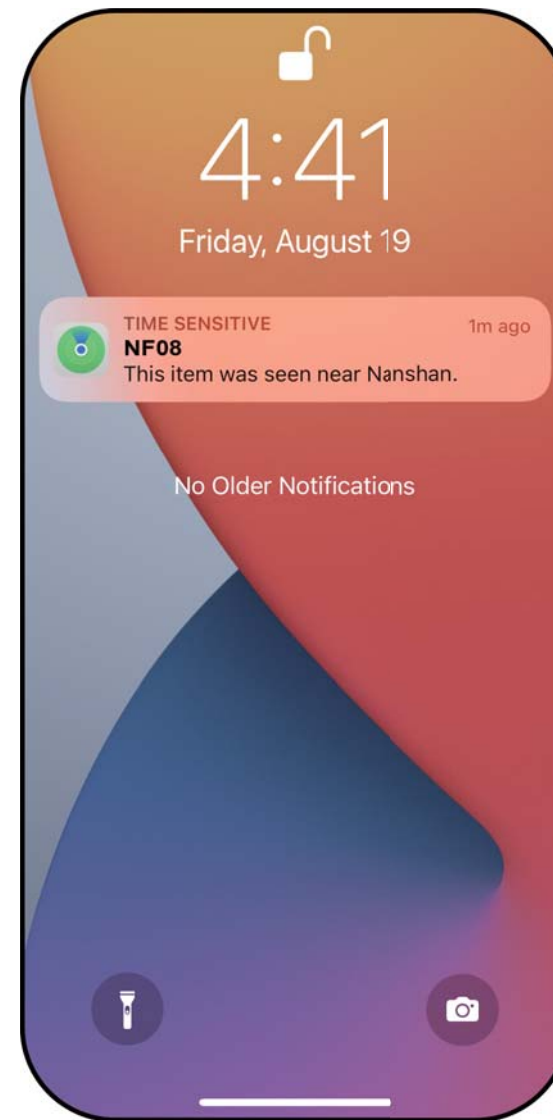 4:41
Friday, August 19
TIME SENSITIVE 1m ago
NF08
This item was seen near Nanshan.
No Older Notifications